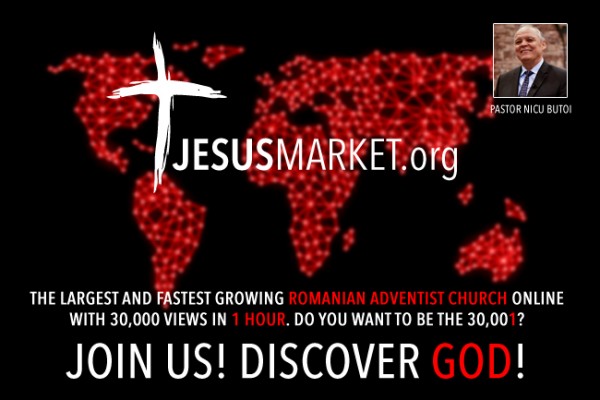 PASTOR NICU BUTOI
JESUSMARKET.org
THE LARGEST AND FASTEST GROWING ROMANIAN ADVENTIST CHURCH ONLINE
WITH 30,000 VIEWS IN 1 HOUR. DO YOU WANT TO BE THE 30,001?
JOIN US! DISCOVER GOD!